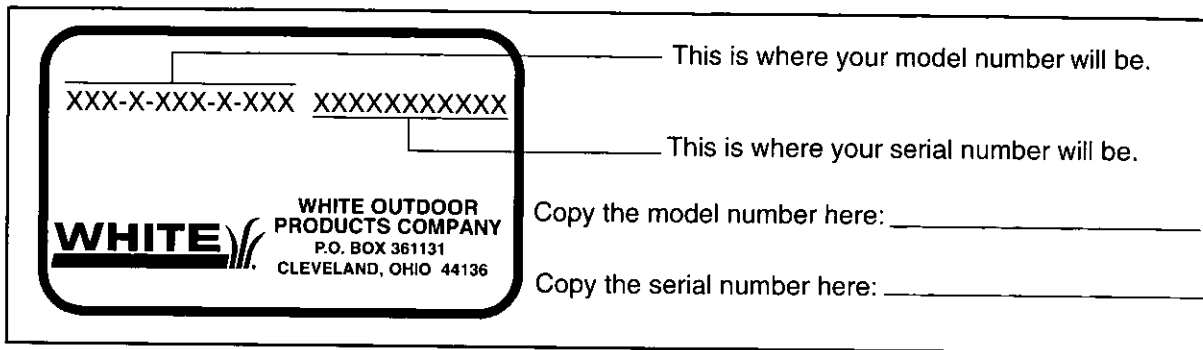 This is where your model number will be.
XXX-X-XXX-X-XXX XXXXXXXXXXX
This is where your serial number will be.
WHITE
WHITE OUTDOOR
PRODUCTS COMPANY
P.O. BOX 361131
CLEVELAND, OHIO 44136
Copy the model number here:
Copy the serial number here: